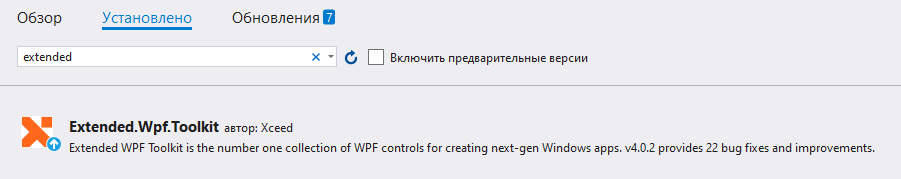 Обзор Установлено Обновления 7
extended Включить предварительные версии
Extended.Wpf.Toolkit автор: Xceed
Extended WPF Toolkit is the number one collection of WPF controls for creating next-gen Windows apps. v4.0.2 provides 22 bug fixes and improvements.